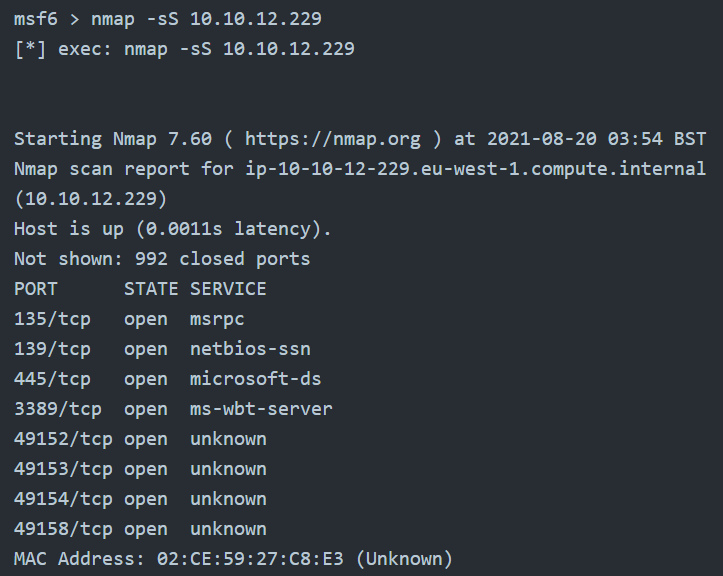 msf6 > nmap -sS 10.10.12.229
[*] exec: nmap -sS 10.10.12.229
Starting Nmap 7.60 ( https://nmap.org ) at 2021-08-20 03:54 BST
Nmap scan report for ip-10-10-12-229.eu-west-1.compute.internal
(10.10.12.229)
Host is up (0.0011s latency).
Not shown: 992 closed ports
PORT      STATE SERVICE
135/tcp   open  msrpc
139/tcp   open  netbios-ssn
445/tcp   open  microsoft-ds
3389/tcp  open  ms-wbt-server
49152/tcp open  unknown
49153/tcp open  unknown
49154/tcp open  unknown
49158/tcp open  unknown
MAC Address: 02:CE:59:27:C8:E3 (Unknown)